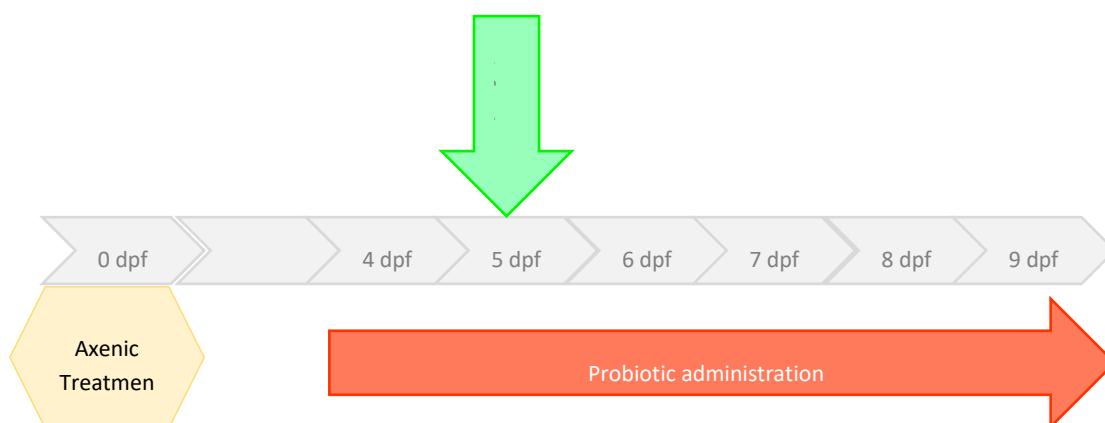 0 dpf
4 dpf
5 dpf
6 dpf
7 dpf
8 dpf
9 dpf
Axenic
Treatmen
Probiotic administration